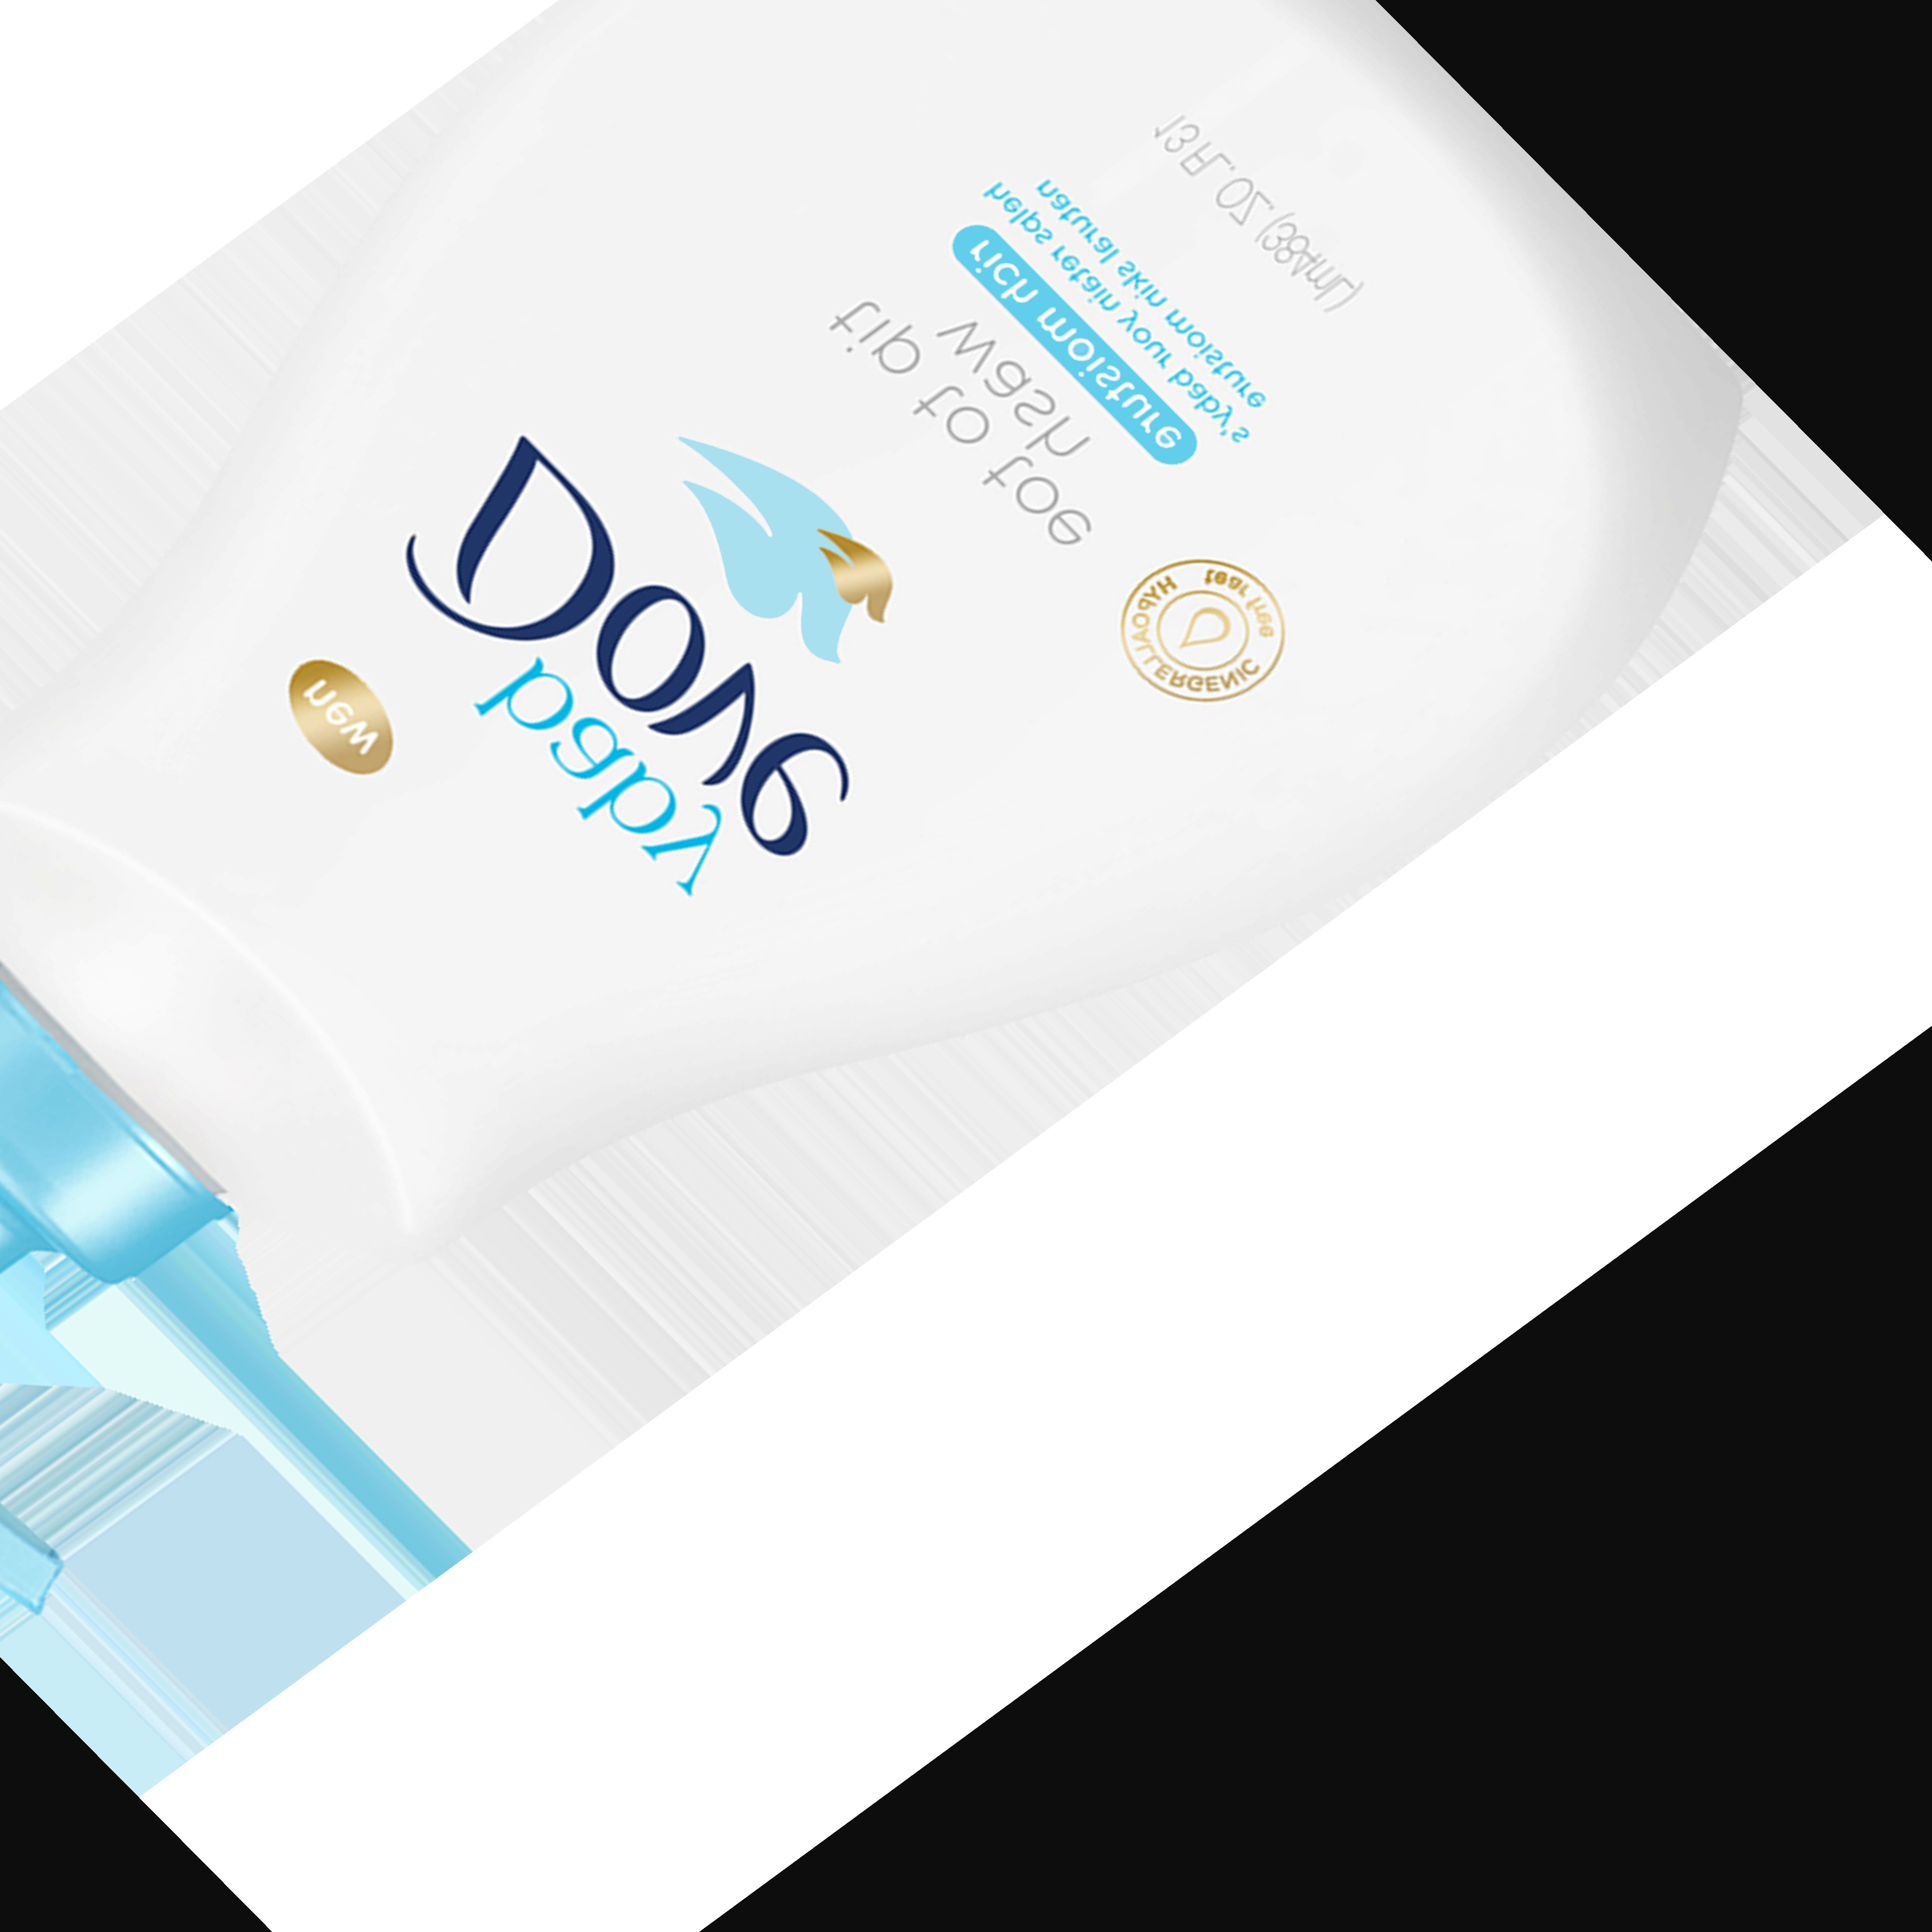 new
baby
Dove
tip to toe
wash
rich moisture
helps retain your baby's
natural skin moisture
HYPOALLERGENIC
tear free
13 FL OZ (384mL)